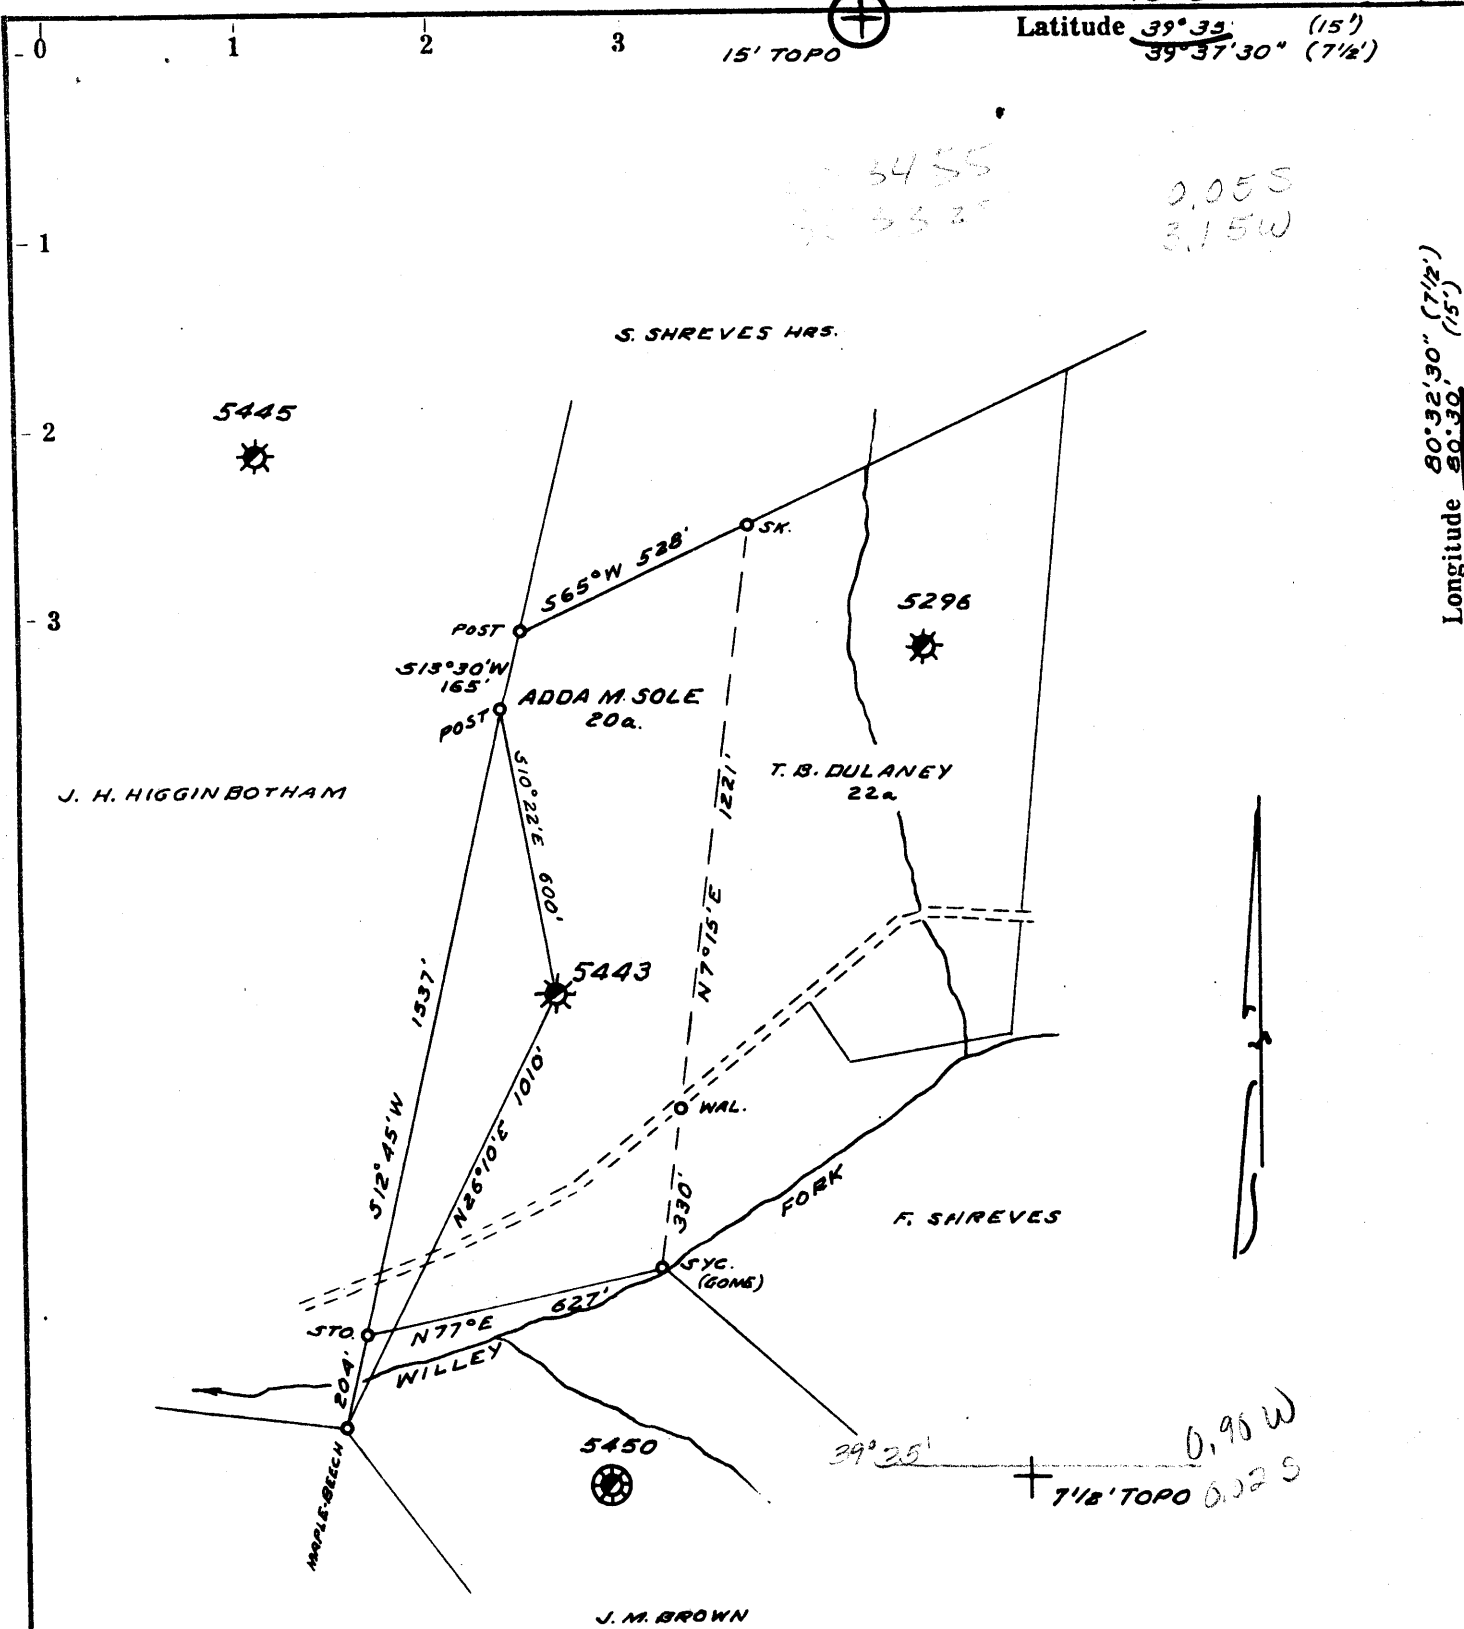 0 1 2 3
15' TOPO
Latitude 39°35' (15')
39°37'30" (7½')
5455
0.05 S
3.15 W
- 1
80°32'30" (7½')
Longitude 80°30' (15')
S. SHREVES HRS.
5445
- 2
SK.
S65°W 528'
5296
- 3
POST
S13°30'W
165'
POST
ADDA M. SOLE
20a.
S10°22'E 600'
N7°15'E 1221'
T. B. DULANEY
22a
J. H. HIGGINBOTHAM
5443
S12°45'W 1537'
N26°10'E 1010'
WAL.
330'
FORK
F. SHREVES
SYC.
(GONE)
STO.
N77°E 627'
WILLEY
204'
MAPLE-BEECH
5450
39°35'
0.90 W
7½' TOPO 0.02 S
J. M. BROWN